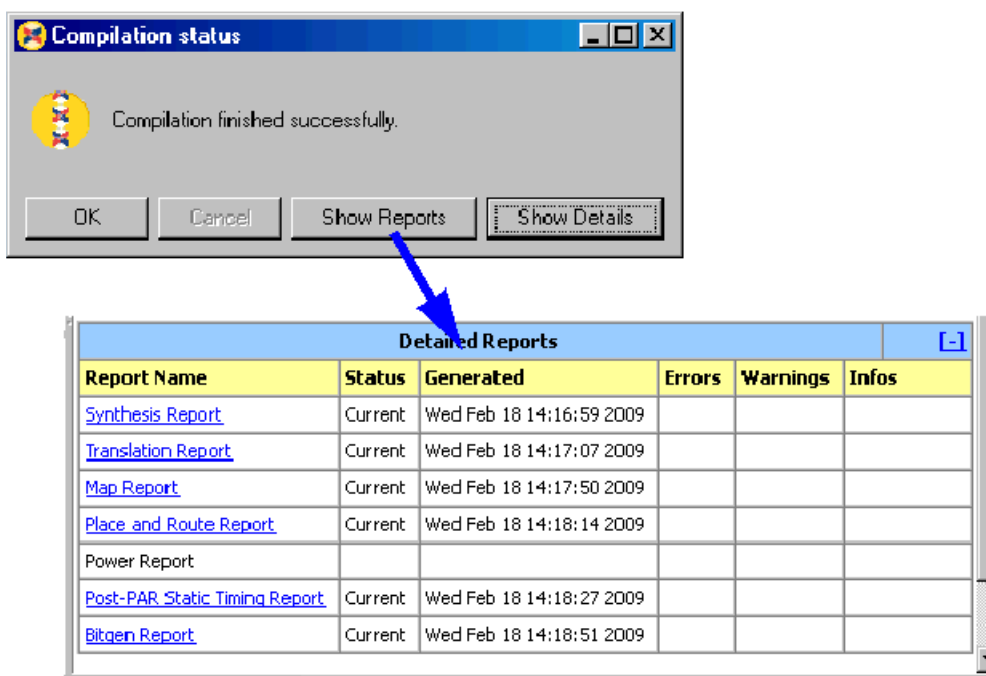 Compilation status
Compilation finished successfully.
OK Cancel Show Reports Show Details
Detailed Reports [-]
Report Name Status Generated Errors Warnings Infos
Synthesis Report Current Wed Feb 18 14:16:59 2009
Translation Report Current Wed Feb 18 14:17:07 2009
Map Report Current Wed Feb 18 14:17:50 2009
Place and Route Report Current Wed Feb 18 14:18:14 2009
Power Report
Post-PAR Static Timing Report Current Wed Feb 18 14:18:27 2009
Bitgen Report Current Wed Feb 18 14:18:51 2009